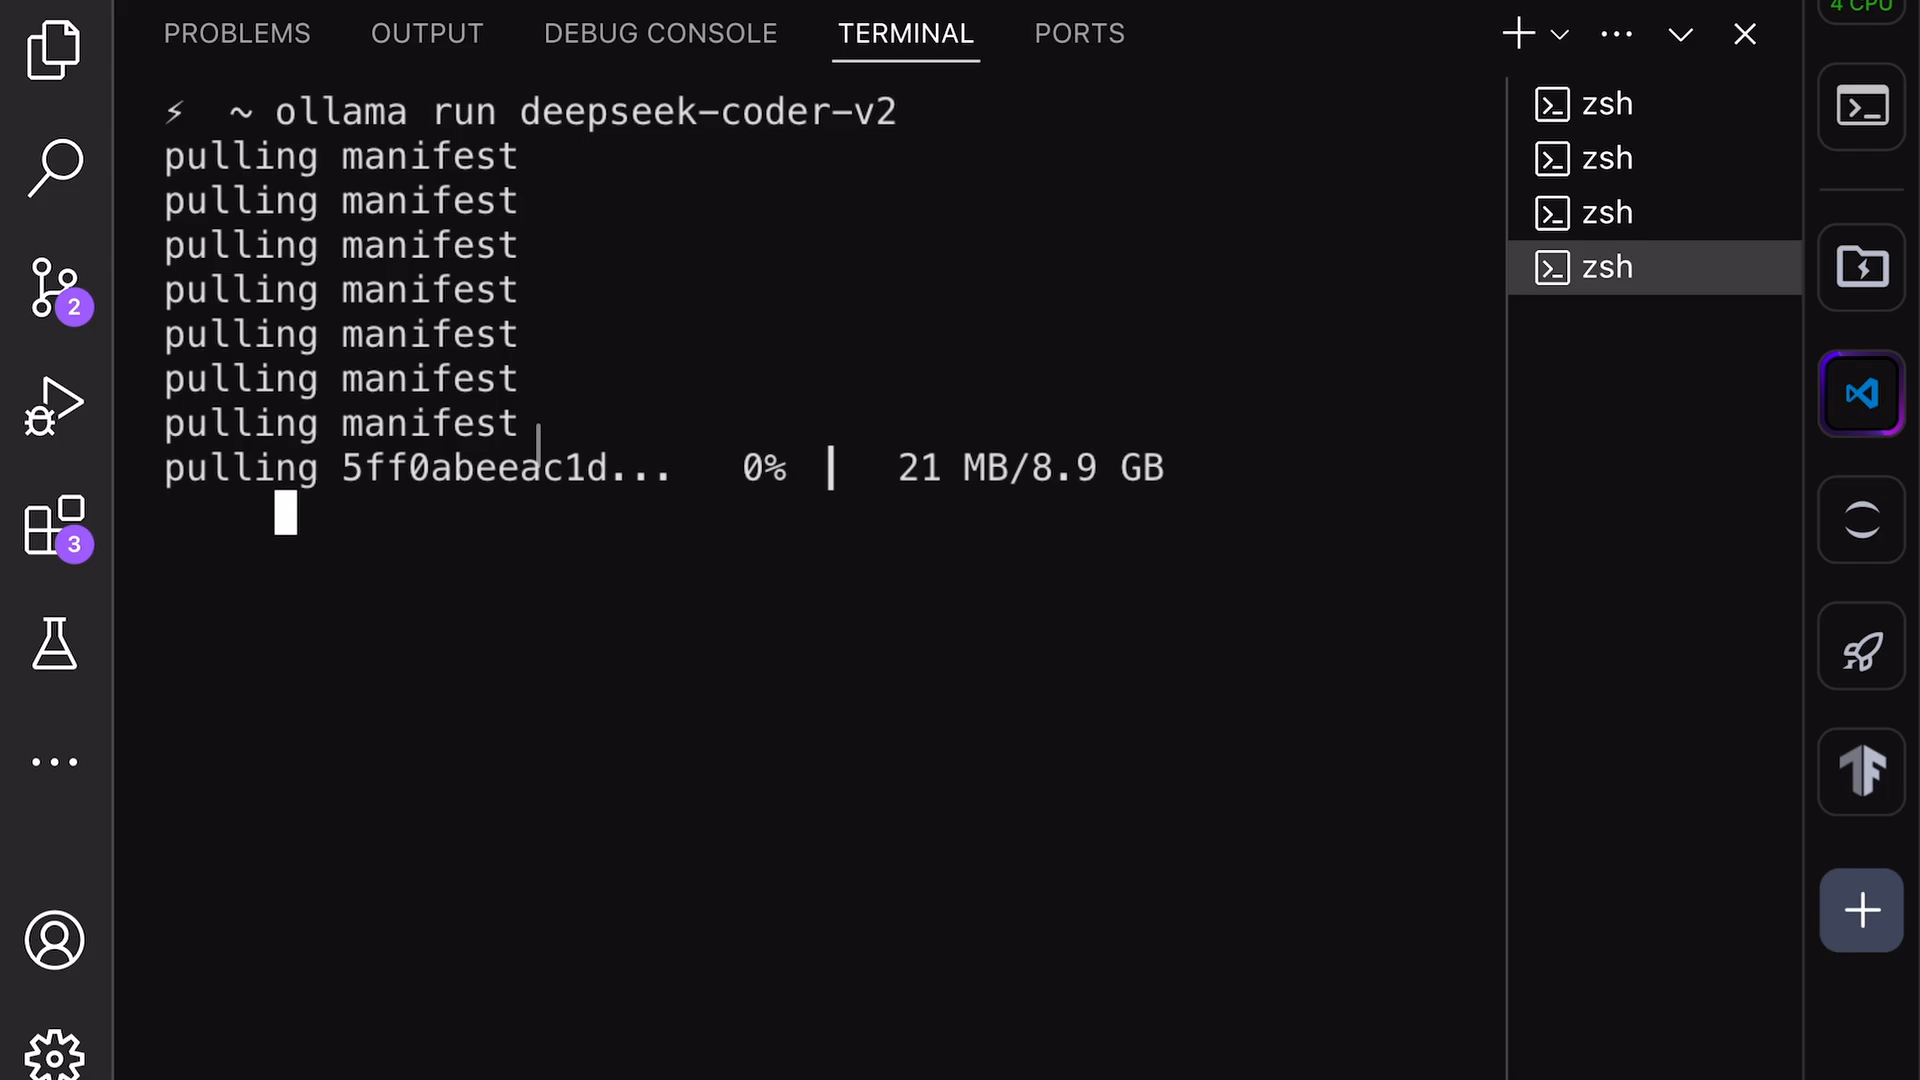 4 CPU
PROBLEMS OUTPUT DEBUG CONSOLE TERMINAL PORTS
⚡ ~ ollama run deepseek-coder-v2
pulling manifest
pulling manifest
pulling manifest
pulling manifest
pulling manifest
pulling manifest
pulling manifest
pulling 5ff0abeeac1d... 0% 21 MB/8.9 GB
zsh
zsh
zsh
zsh
2
3